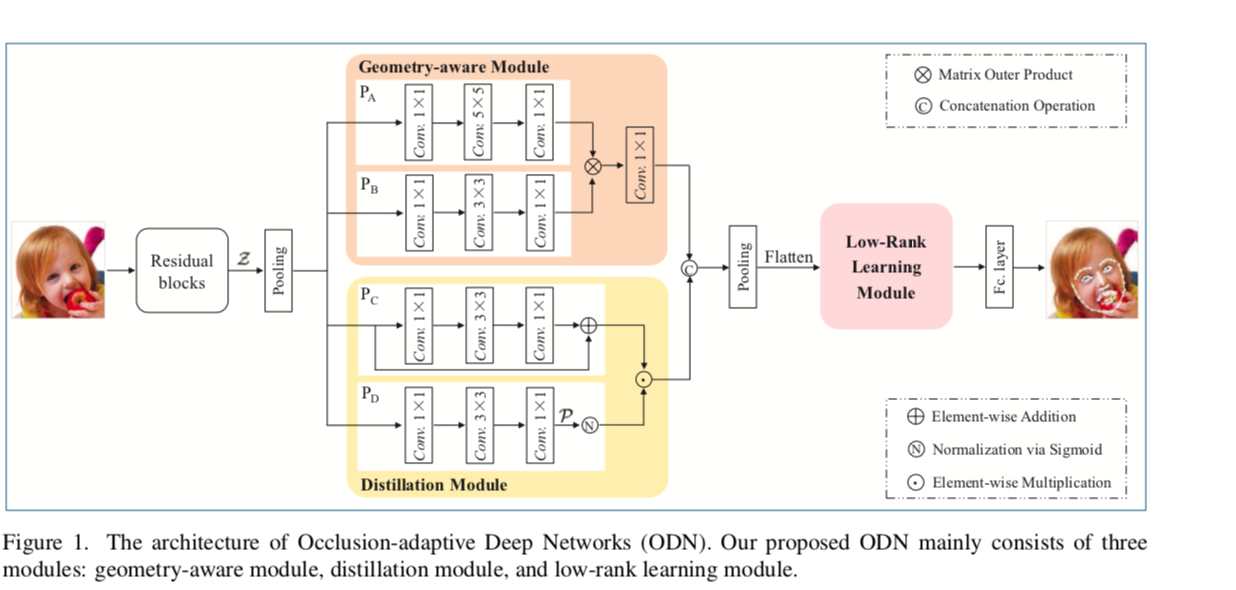 Geometry-aware Module
P_A
Conv. 1×1
Conv. 5×5
Conv. 1×1
P_B
Conv. 1×1
Conv. 3×3
Conv. 1×1
Conv. 1×1
Residual
blocks
𝒵
Pooling
P_C
Conv. 1×1
Conv. 3×3
Conv. 1×1
P_D
Conv. 1×1
Conv. 3×3
Conv. 1×1
𝒫
N
Distillation Module
C
Pooling
Flatten
Low-Rank
Learning
Module
Fc. layer
⊗ Matrix Outer Product
Ⓒ Concatenation Operation
⊕ Element-wise Addition
Ⓝ Normalization via Sigmoid
⊙ Element-wise Multiplication
Figure 1. The architecture of Occlusion-adaptive Deep Networks (ODN). Our proposed ODN mainly consists of three
modules: geometry-aware module, distillation module, and low-rank learning module.